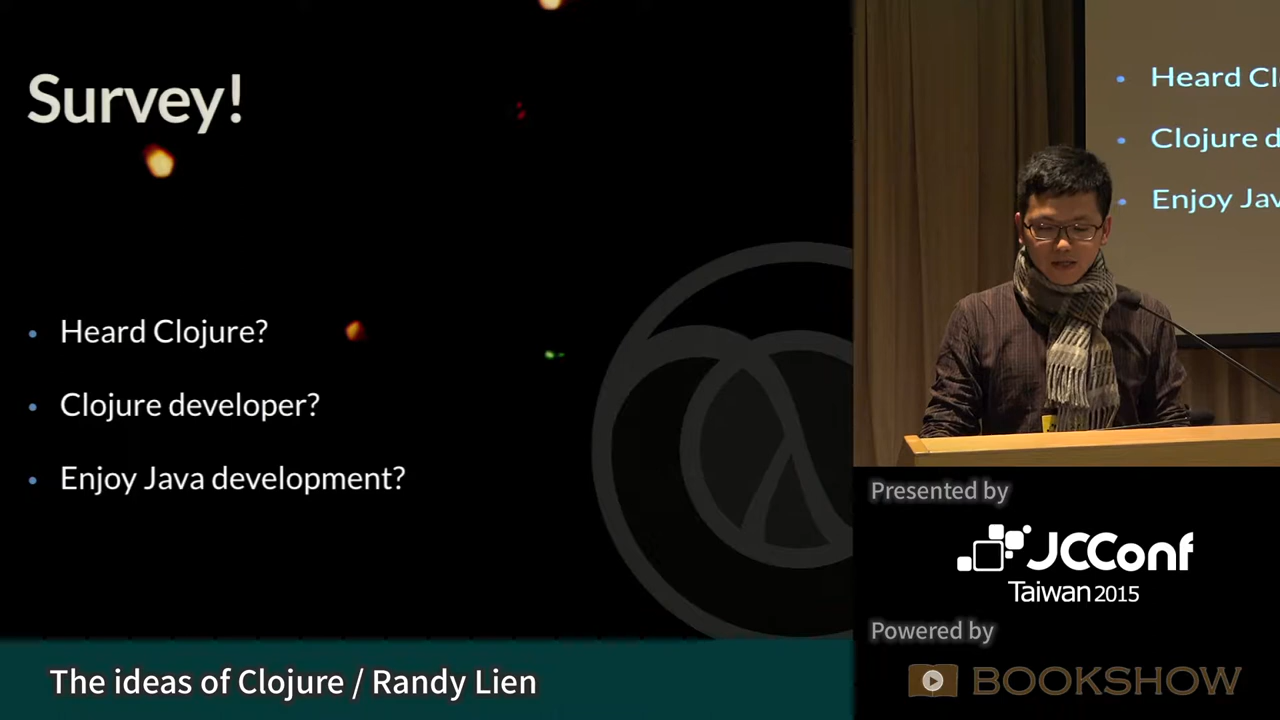 Survey!
Heard Clojure?
Clojure developer?
Enjoy Java development?
Heard Cl
Clojure d
Enjoy Jav
Presented by
JCConf
Taiwan 2015
Powered by
BOOKSHOW
The ideas of Clojure / Randy Lien